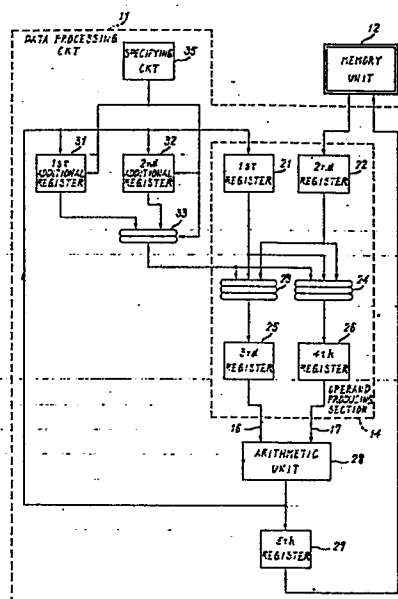 11
DATA PROCESSING
CKT
SPECIFYING
CKT
35
12
MEMORY
UNIT
31
1st
ADDITIONAL
REGISTER
32
2nd
ADDITIONAL
REGISTER
21
1st
REGISTER
22
2nd
REGISTER
33
23
24
25
3rd
REGISTER
26
4th
REGISTER
OPERAND
PRODUCING
SECTION
14
16
17
ARITHMETIC
UNIT
28
5th
REGISTER
29